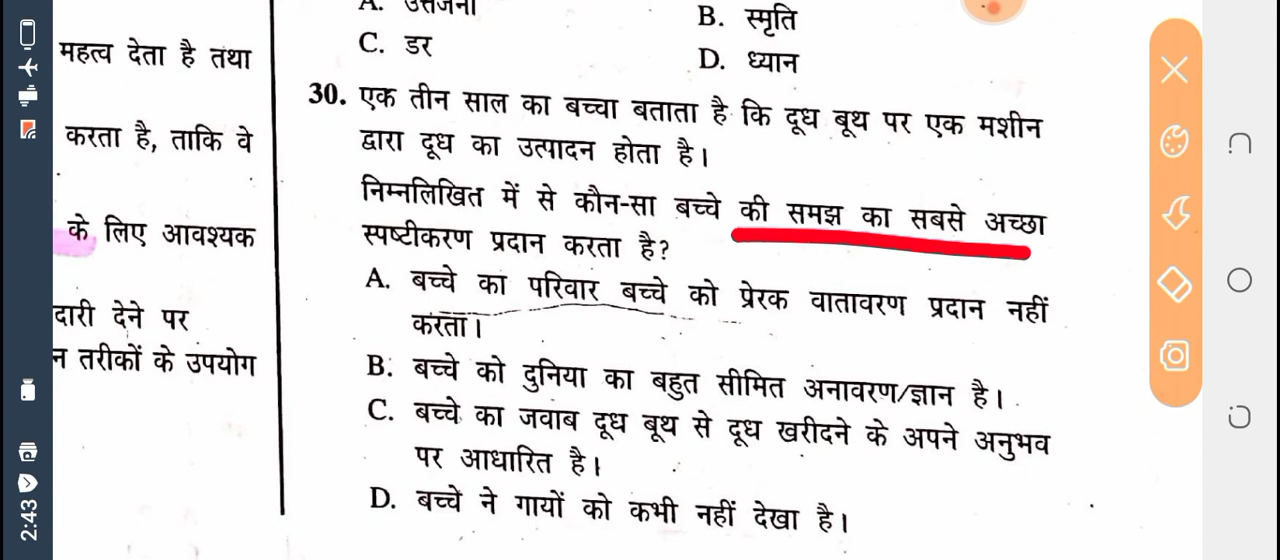 B. स्मृति
C. डर
D. ध्यान
महत्व देता है तथा
करता है, ताकि वे
के लिए आवश्यक
दारी देने पर
न तरीकों के उपयोग
30. एक तीन साल का बच्चा बताता है कि दूध बूथ पर एक मशीन
द्वारा दूध का उत्पादन होता है।
निम्नलिखित में से कौन-सा बच्चे की समझ का सबसे अच्छा
स्पष्टीकरण प्रदान करता है?
A. बच्चे का परिवार बच्चे को प्रेरक वातावरण प्रदान नहीं
करता।
B. बच्चे को दुनिया का बहुत सीमित अनावरण/ज्ञान है।
C. बच्चे का जवाब दूध बूथ से दूध खरीदने के अपने अनुभव
पर आधारित है।
D. बच्चे ने गायों को कभी नहीं देखा है।
2:43